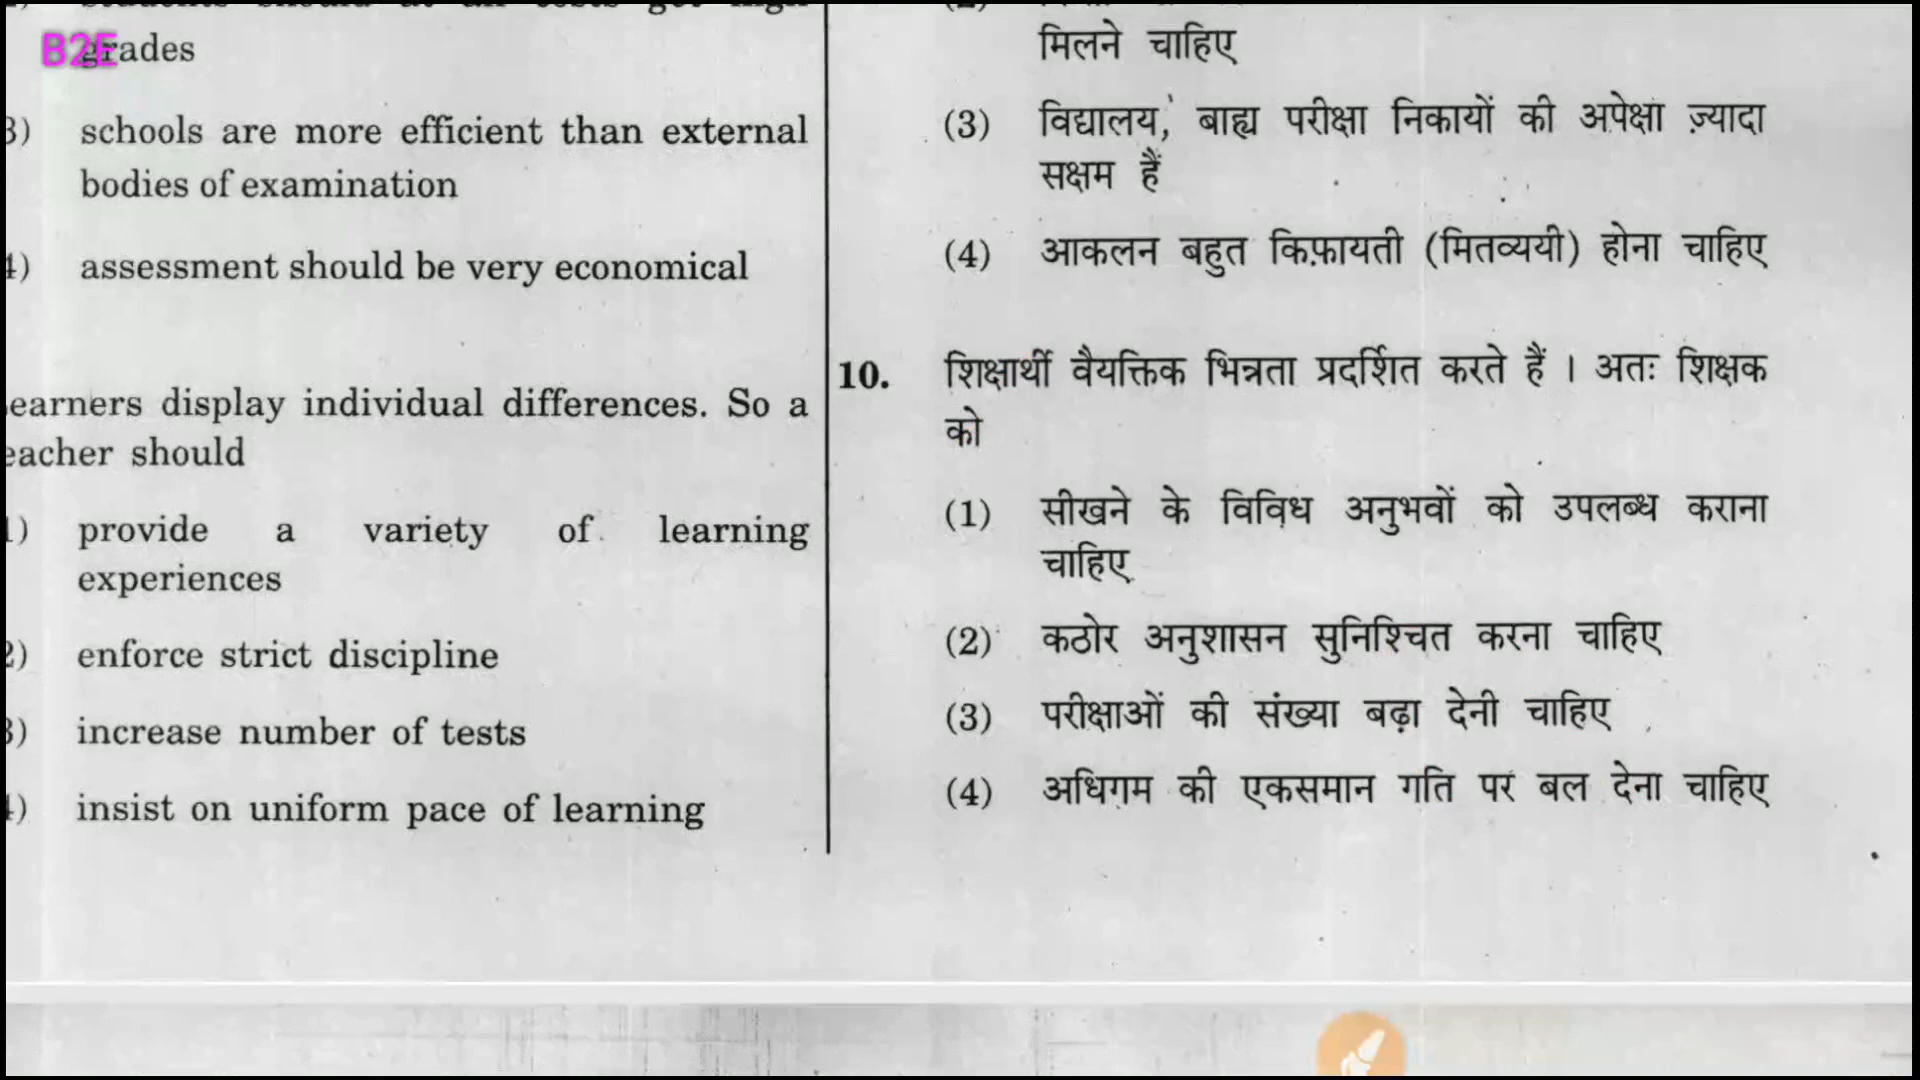 grades
B2E
3) schools are more efficient than external
bodies of examination
4) assessment should be very economical
earners display individual differences. So a
eacher should
1) provide a variety of learning
experiences
2) enforce strict discipline
3) increase number of tests
4) insist on uniform pace of learning
मिलने चाहिए
(3) विद्यालय, बाह्य परीक्षा निकायों की अपेक्षा ज़्यादा
सक्षम हैं
(4) आकलन बहुत किफ़ायती (मितव्ययी) होना चाहिए
10. शिक्षार्थी वैयक्तिक भिन्नता प्रदर्शित करते हैं । अतः शिक्षक
को
(1) सीखने के विविध अनुभवों को उपलब्ध कराना
चाहिए
(2) कठोर अनुशासन सुनिश्चित करना चाहिए
(3) परीक्षाओं की संख्या बढ़ा देनी चाहिए
(4) अधिगम की एकसमान गति पर बल देना चाहिए